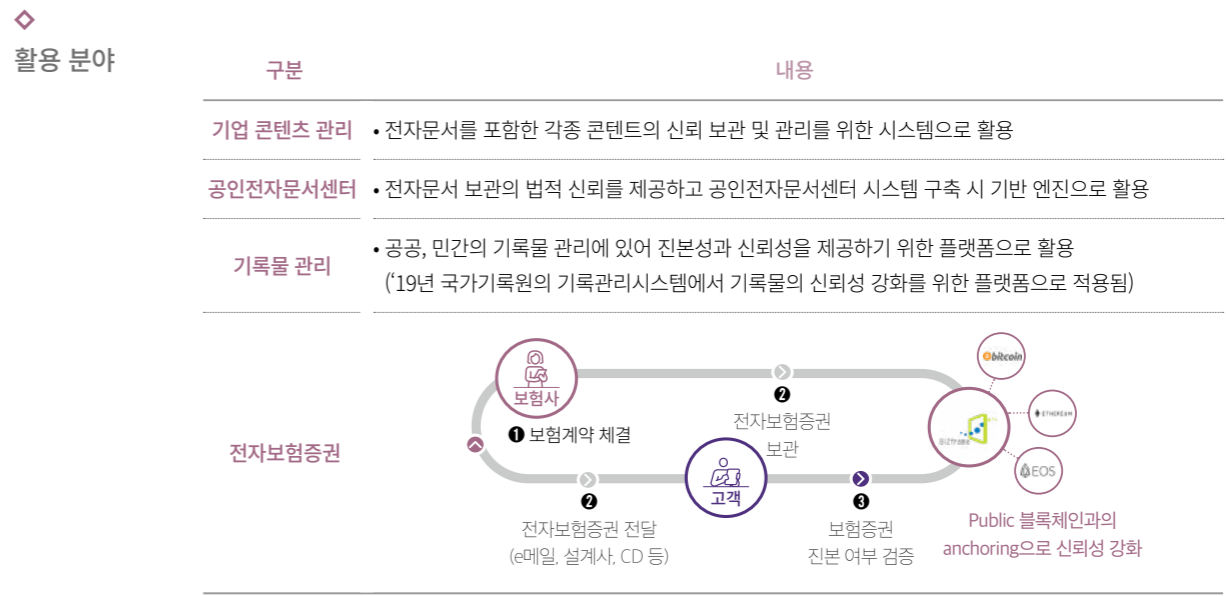 활용 분야
구분
내용
기업 콘텐츠 관리
• 전자문서를 포함한 각종 콘텐트의 신뢰 보관 및 관리를 위한 시스템으로 활용
공인전자문서센터
• 전자문서 보관의 법적 신뢰를 제공하고 공인전자문서센터 시스템 구축 시 기반 엔진으로 활용
기록물 관리
• 공공, 민간의 기록물 관리에 있어 진본성과 신뢰성을 제공하기 위한 플랫폼으로 활용
(‘19년 국가기록원의 기록관리시스템에서 기록물의 신뢰성 강화를 위한 플랫폼으로 적용됨)
전자보험증권
보험사
❶ 보험계약 체결
❷
전자보험증권
보관
❷
전자보험증권 전달
(e메일, 설계사, CD 등)
고객
❸
보험증권
진본 여부 검증
bitcoin
ETHEREUM
EOS
Public 블록체인과의
anchoring으로 신뢰성 강화